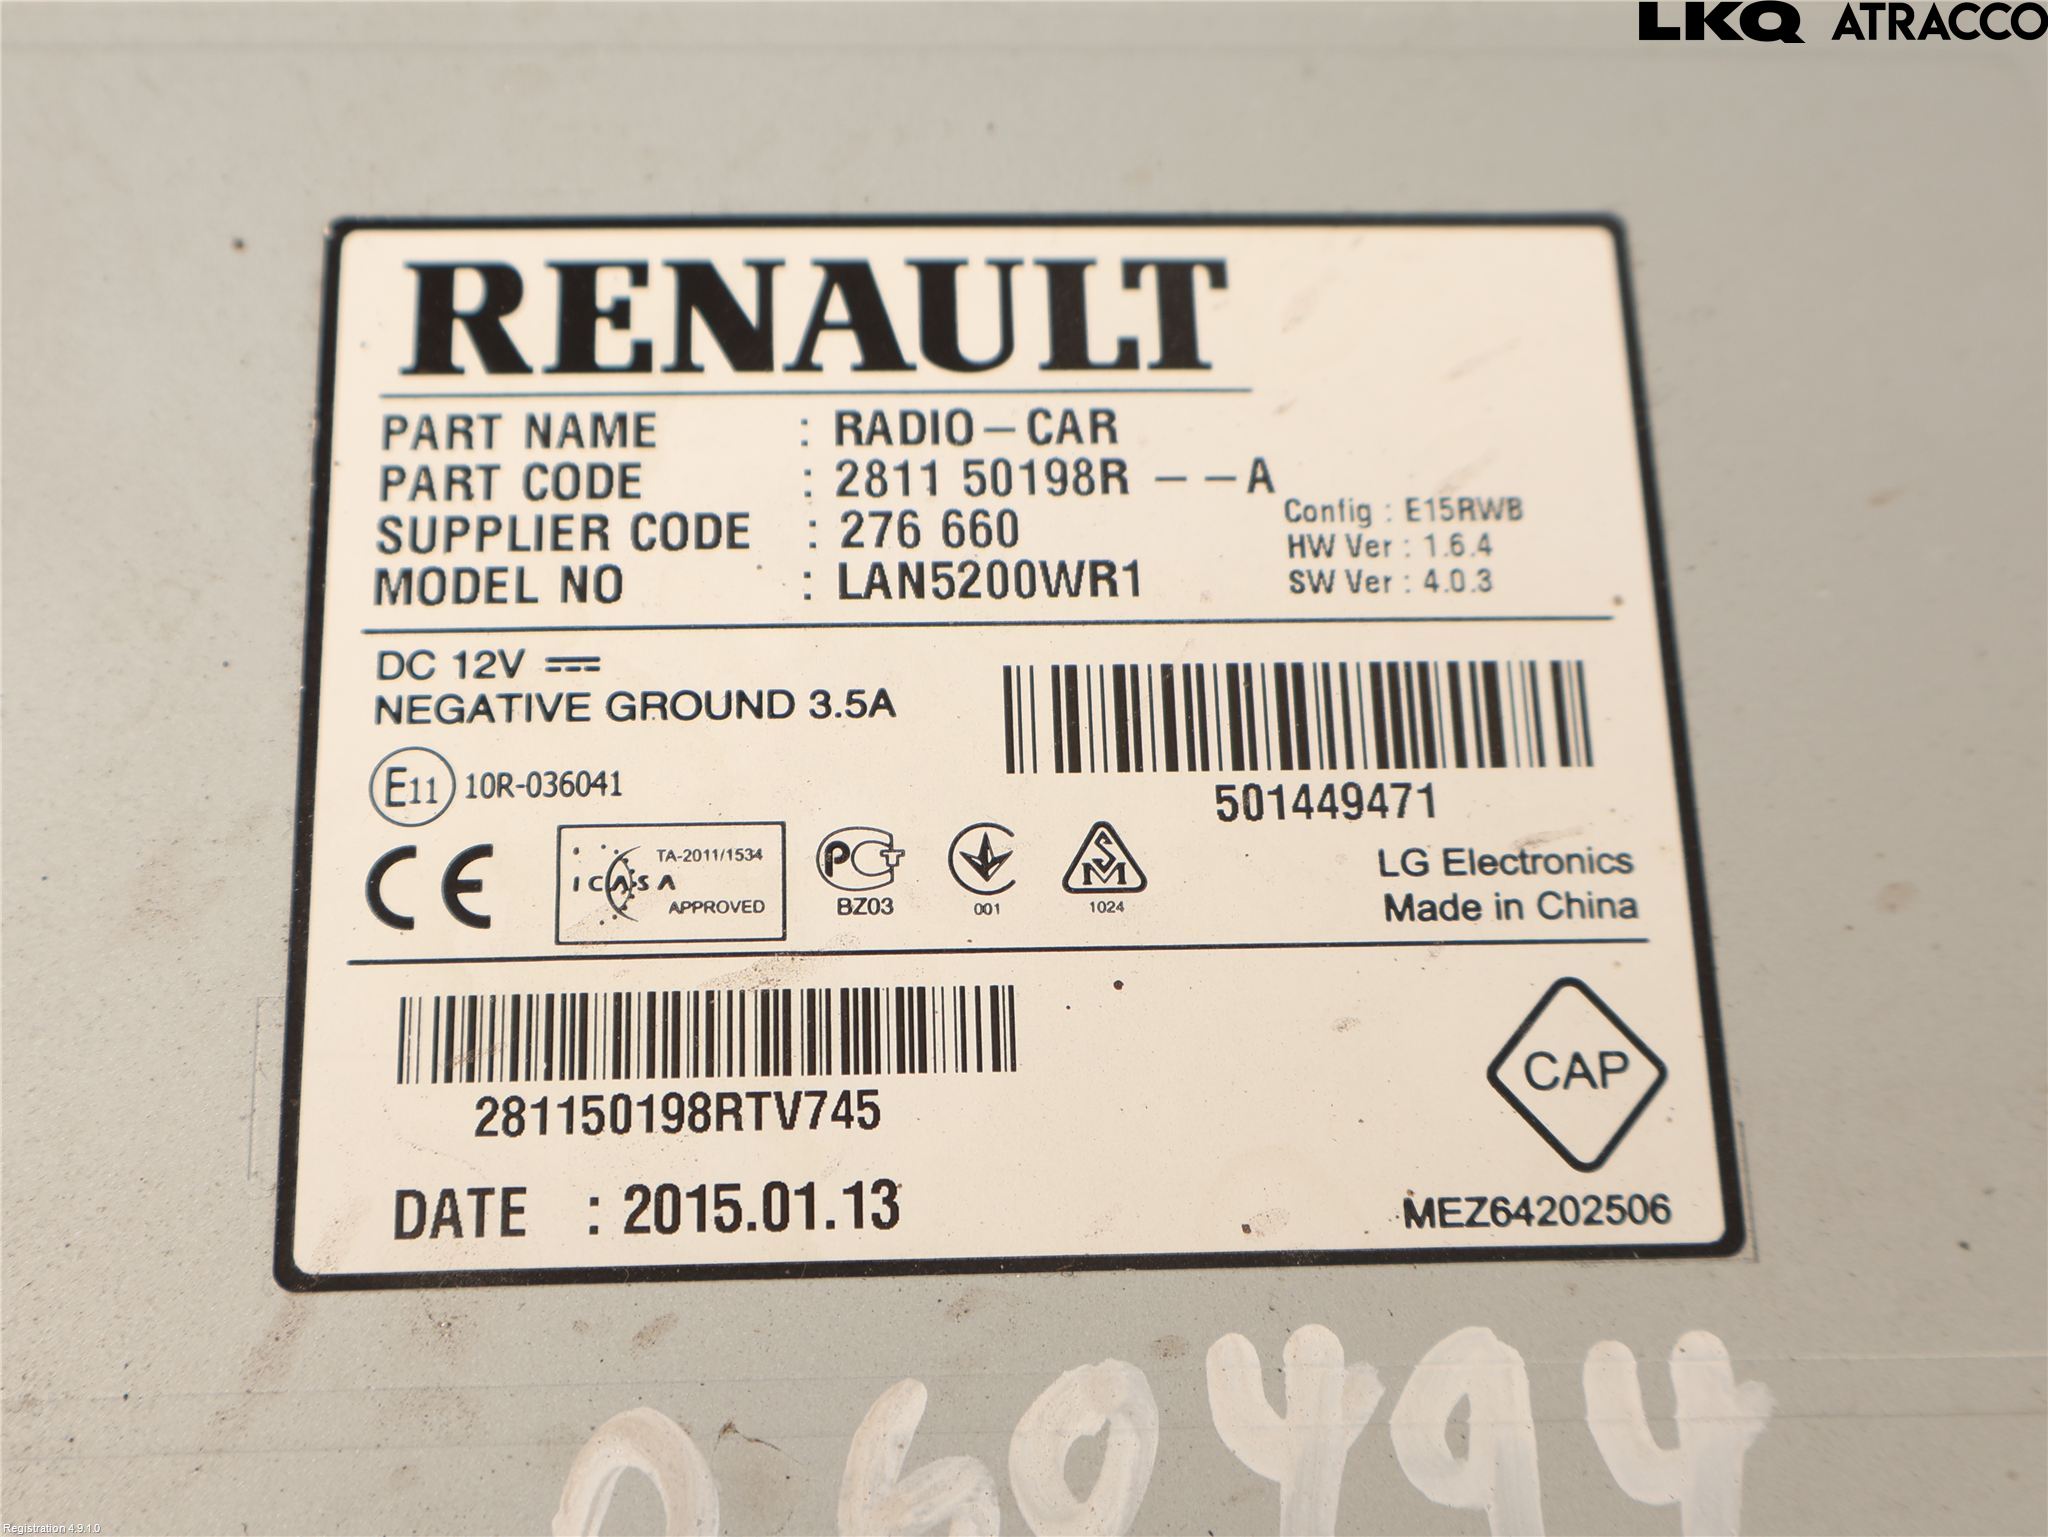 LKQ ATRACCO
RENAULT
PART NAME : RADIO-CAR
PART CODE : 2811 50198R --A
SUPPLIER CODE : 276 660
MODEL NO : LAN5200WR1
Config : E15RWB
HW Ver : 1.6.4
SW Ver : 4.0.3
DC 12V
NEGATIVE GROUND 3.5A
501449471
E11 10R-036041
CE
ICASA
TA-2011/1534
APPROVED
PCT
BZ03
001
SM
1024
LG Electronics
Made in China
281150198RTV745
CAP
DATE : 2015.01.13
MEZ64202506
060494
Registration 4.9.1.0